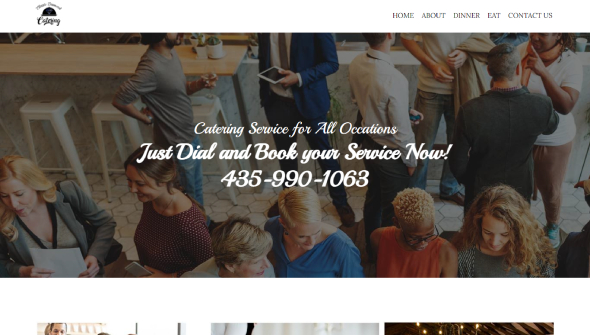 Catering
HOME ABOUT DINNER EAT CONTACT US
Catering Service for All Occations
Just Dial and Book your Service Now!
435-990-1063